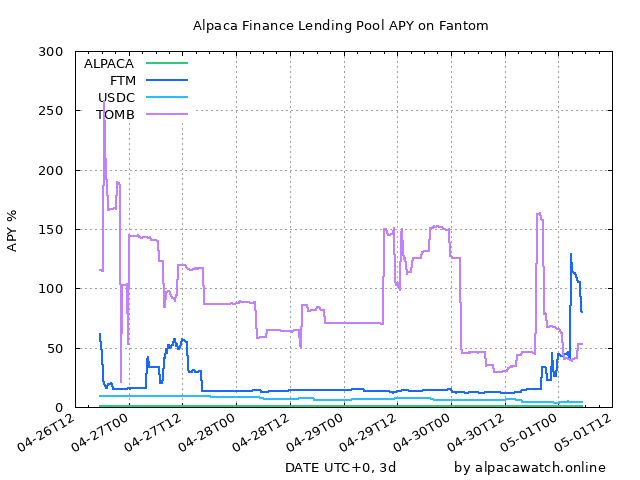 Alpaca Finance Lending Pool APY on Fantom
300
250
200
150
100
50
0
APY %
ALPACA
FTM
USDC
TOMB
04-26T12
04-27T00
04-27T12
04-28T00
04-28T12
04-29T00
04-29T12
04-30T00
04-30T12
05-01T00
05-01T12
DATE UTC+0, 3d
by alpacawatch.online